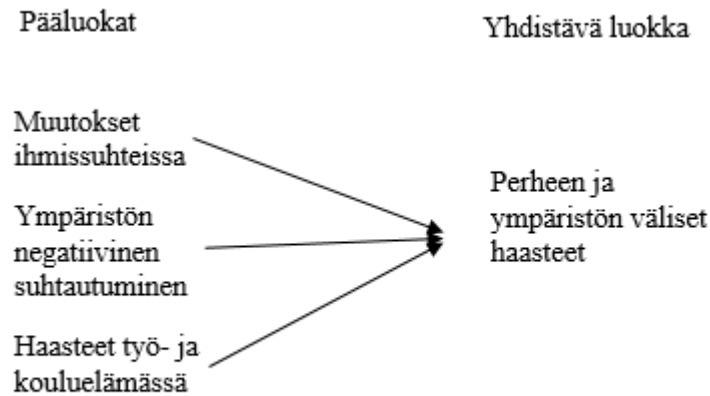 Pääluokat
Yhdistävä luokka
Muutokset
ihmissuhteissa
Ympäristön
negatiivinen
suhtautuminen
Haasteet työ- ja
kouluelämässä
Perheen ja
ympäristön väliset
haasteet